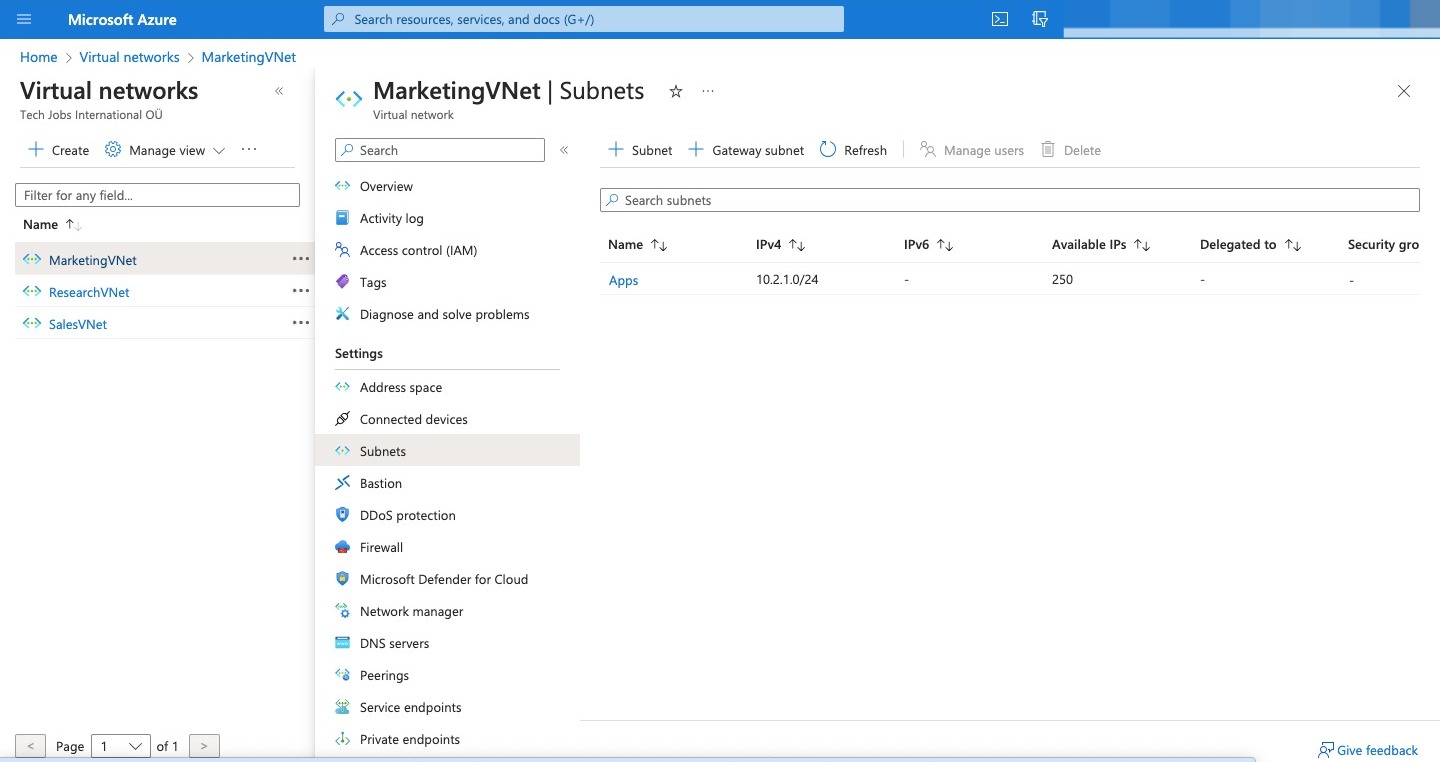 Microsoft Azure
Search resources, services, and docs (G+/)
Home > Virtual networks > MarketingVNet
Virtual networks «
Tech Jobs International OÜ
+ Create Manage view ···
Filter for any field...
Name ↑↓
MarketingVNet ···
ResearchVNet ···
SalesVNet ···
< Page 1 of 1 >
MarketingVNet | Subnets ☆ ···
Virtual network
Search «
Overview
Activity log
Access control (IAM)
Tags
Diagnose and solve problems
Settings
Address space
Connected devices
Subnets
Bastion
DDoS protection
Firewall
Microsoft Defender for Cloud
Network manager
DNS servers
Peerings
Service endpoints
Private endpoints
+ Subnet + Gateway subnet Refresh Manage users Delete
Search subnets
Name ↑↓ IPv4 ↑↓ IPv6 ↑↓ Available IPs ↑↓ Delegated to ↑↓ Security gro
Apps 10.2.1.0/24 - 250 - -
Give feedback